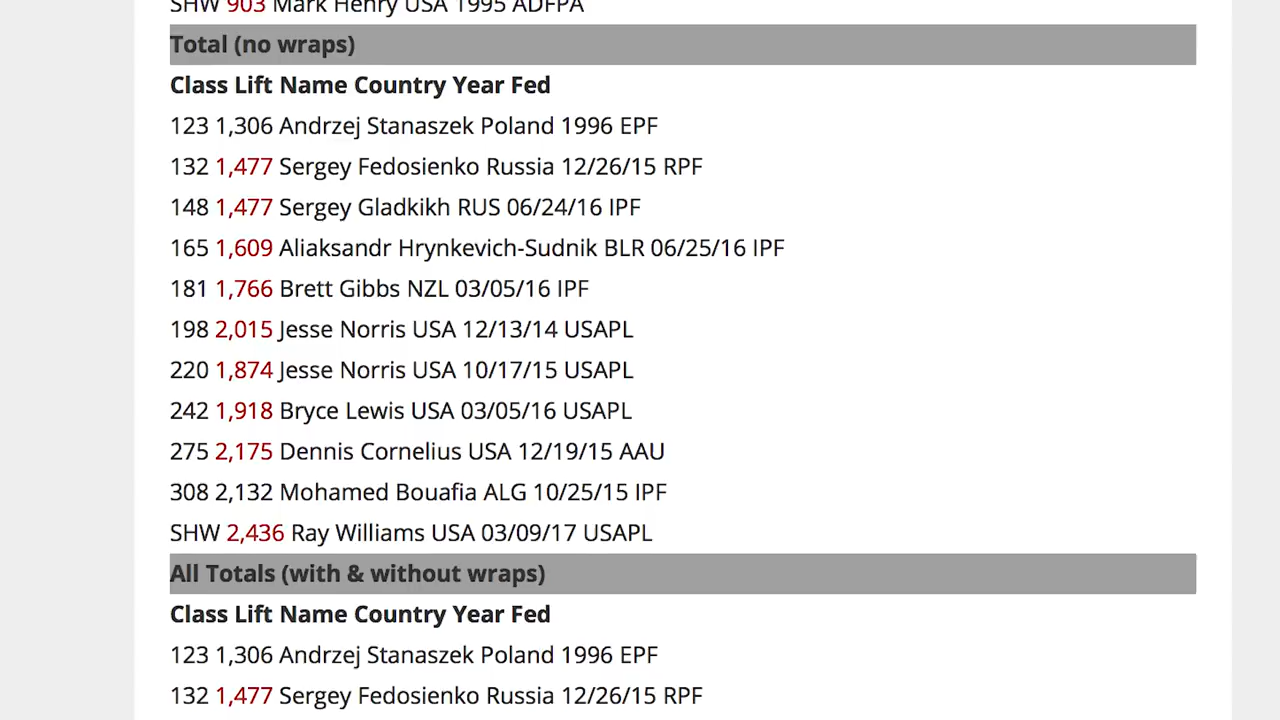 SHW 903 Mark Henry USA 1995 ADFPA
Total (no wraps)
Class Lift Name Country Year Fed
123 1,306 Andrzej Stanaszek Poland 1996 EPF
132 1,477 Sergey Fedosienko Russia 12/26/15 RPF
148 1,477 Sergey Gladkikh RUS 06/24/16 IPF
165 1,609 Aliaksandr Hrynkevich-Sudnik BLR 06/25/16 IPF
181 1,766 Brett Gibbs NZL 03/05/16 IPF
198 2,015 Jesse Norris USA 12/13/14 USAPL
220 1,874 Jesse Norris USA 10/17/15 USAPL
242 1,918 Bryce Lewis USA 03/05/16 USAPL
275 2,175 Dennis Cornelius USA 12/19/15 AAU
308 2,132 Mohamed Bouafia ALG 10/25/15 IPF
SHW 2,436 Ray Williams USA 03/09/17 USAPL
All Totals (with & without wraps)
Class Lift Name Country Year Fed
123 1,306 Andrzej Stanaszek Poland 1996 EPF
132 1,477 Sergey Fedosienko Russia 12/26/15 RPF